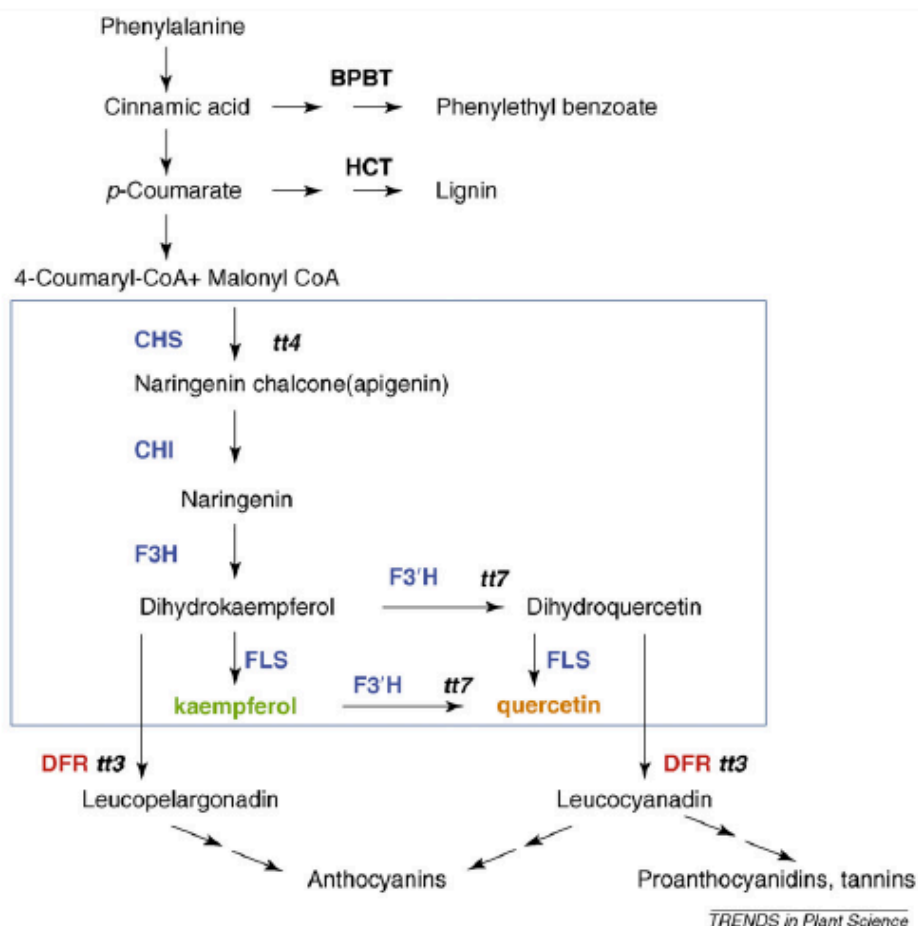 Phenylalanine
BPBT
Cinnamic acid Phenylethyl benzoate
HCT
p-Coumarate Lignin
4-Coumaryl-CoA+ Malonyl CoA
CHS tt4
Naringenin chalcone(apigenin)
CHI
Naringenin
F3H F3'H tt7
Dihydrokaempferol Dihydroquercetin
FLS FLS
F3'H tt7
kaempferol quercetin
DFR tt3 DFR tt3
Leucopelargonadin Leucocyanadin
Anthocyanins Proanthocyanidins, tannins
TRENDS in Plant Science